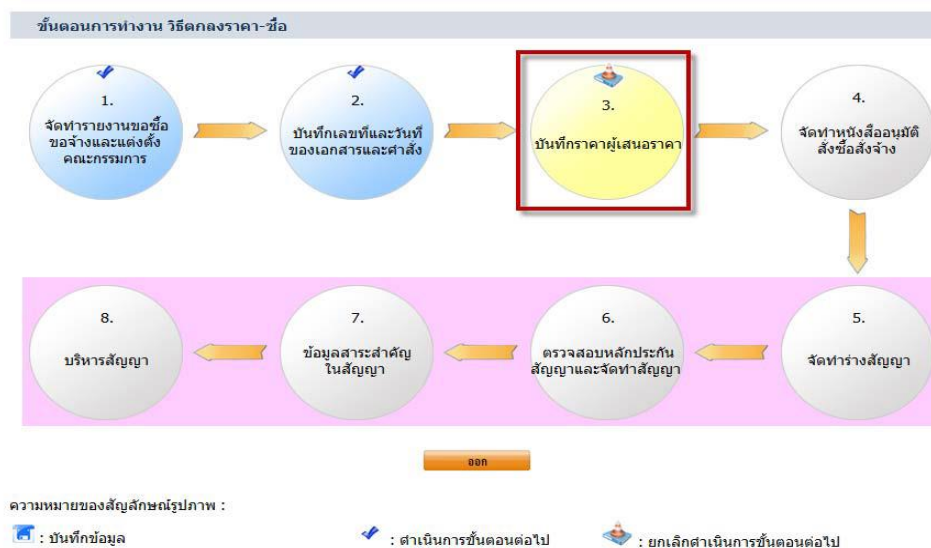 ขั้นตอนการทำงาน วิธีตกลงราคา-ซื้อ
1.
จัดทำรายงานขอซื้อ
ขอจ้างและแต่งตั้ง
คณะกรรมการ
2.
บันทึกเลขที่และวันที่
ของเอกสารและคำสั่ง
3.
บันทึกราคาผู้เสนอราคา
4.
จัดทำหนังสืออนุมัติ
สั่งซื้อสั่งจ้าง
8.
บริหารสัญญา
7.
ข้อมูลสาระสำคัญ
ในสัญญา
6.
ตรวจสอบหลักประกัน
สัญญาและจัดทำสัญญา
5.
จัดทำร่างสัญญา
ออก
ความหมายของสัญลักษณ์รูปภาพ :
: บันทึกข้อมูล
: ดำเนินการขั้นตอนต่อไป
: ยกเลิกดำเนินการขั้นตอนต่อไป